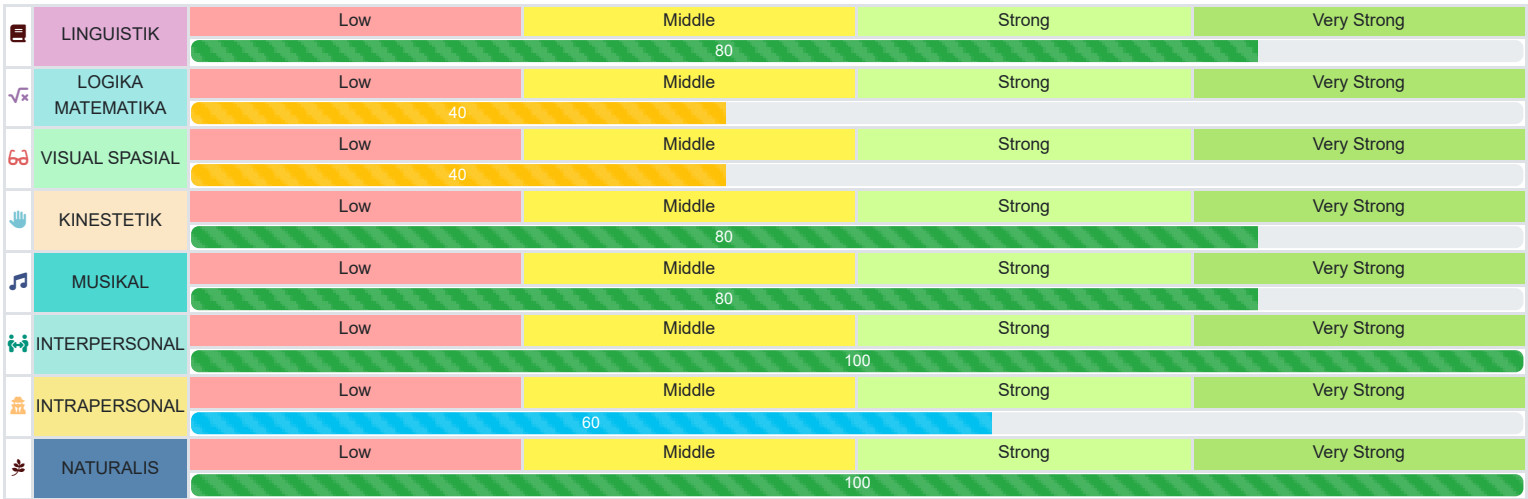 Low Middle Strong Very Strong
LINGUISTIK
80
LOGIKA
MATEMATIKA
Low Middle Strong Very Strong
40
Low Middle Strong Very Strong
VISUAL SPASIAL
40
Low Middle Strong Very Strong
KINESTETIK
80
Low Middle Strong Very Strong
MUSIKAL
80
Low Middle Strong Very Strong
INTERPERSONAL
100
Low Middle Strong Very Strong
INTRAPERSONAL
60
Low Middle Strong Very Strong
NATURALIS
100